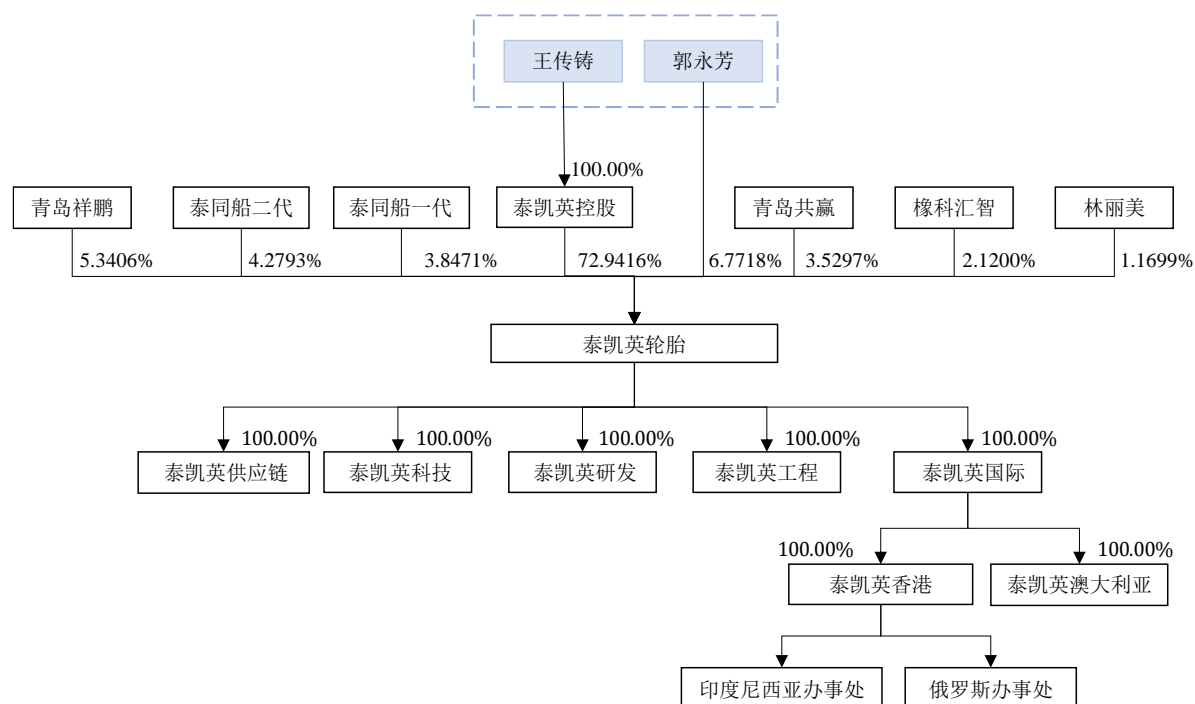 王传铸
郭永芳
100.00%
青岛祥鹏
泰同船二代
泰同船一代
泰凯英控股
青岛共赢
橡科汇智
林丽美
5.3406%
4.2793%
3.8471%
72.9416%
6.7718%
3.5297%
2.1200%
1.1699%
泰凯英轮胎
100.00%
100.00%
100.00%
100.00%
100.00%
泰凯英供应链
泰凯英科技
泰凯英研发
泰凯英工程
泰凯英国际
100.00%
100.00%
泰凯英香港
泰凯英澳大利亚
印度尼西亚办事处
俄罗斯办事处